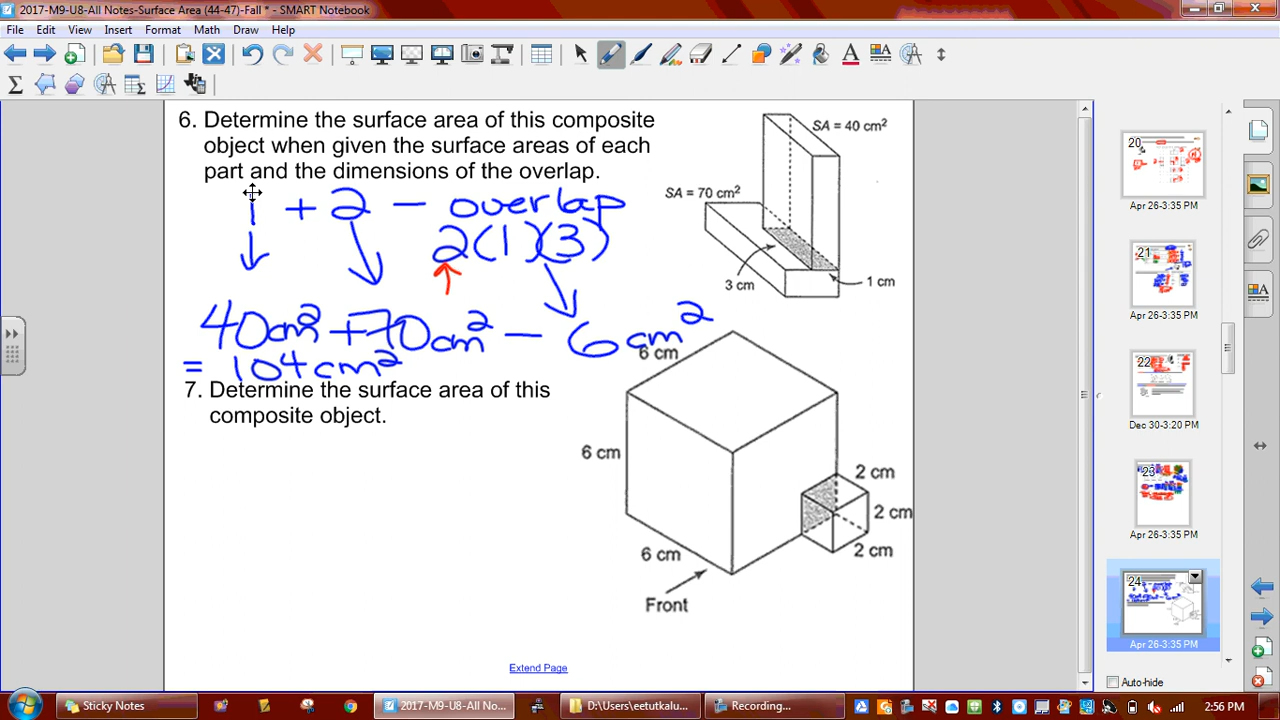 2017-M9-U8-All Notes-Surface Area (44-47)-Fall * - SMART Notebook
File Edit View Insert Format Math Draw Help
6. Determine the surface area of this composite
object when given the surface areas of each
part and the dimensions of the overlap.
SA = 40 cm²
SA = 70 cm²
3 cm
1 cm
1 + 2 - overlap
2(1)(3)
40cm² +70cm² - 6cm²
= 104cm²
7. Determine the surface area of this
composite object.
6 cm
6 cm
6 cm
2 cm
2 cm
2 cm
Front
Extend Page
20
Apr 26-3:35 PM
21
Apr 26-3:35 PM
22
Dec 30-3:20 PM
23
Apr 26-3:35 PM
24
Apr 26-3:35 PM
Auto-hide
Sticky Notes
2017-M9-U8-All No...
D:\Users\eetutkalu...
Recording...
2:56 PM